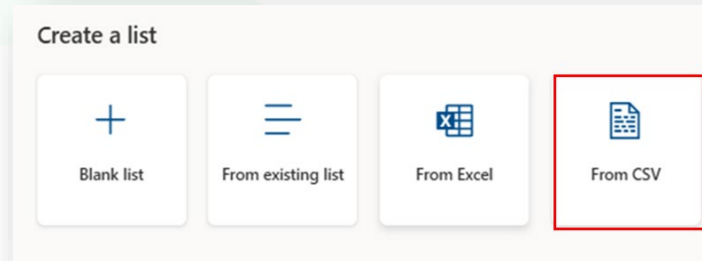 Create a list
Blank list
From existing list
From Excel
From CSV